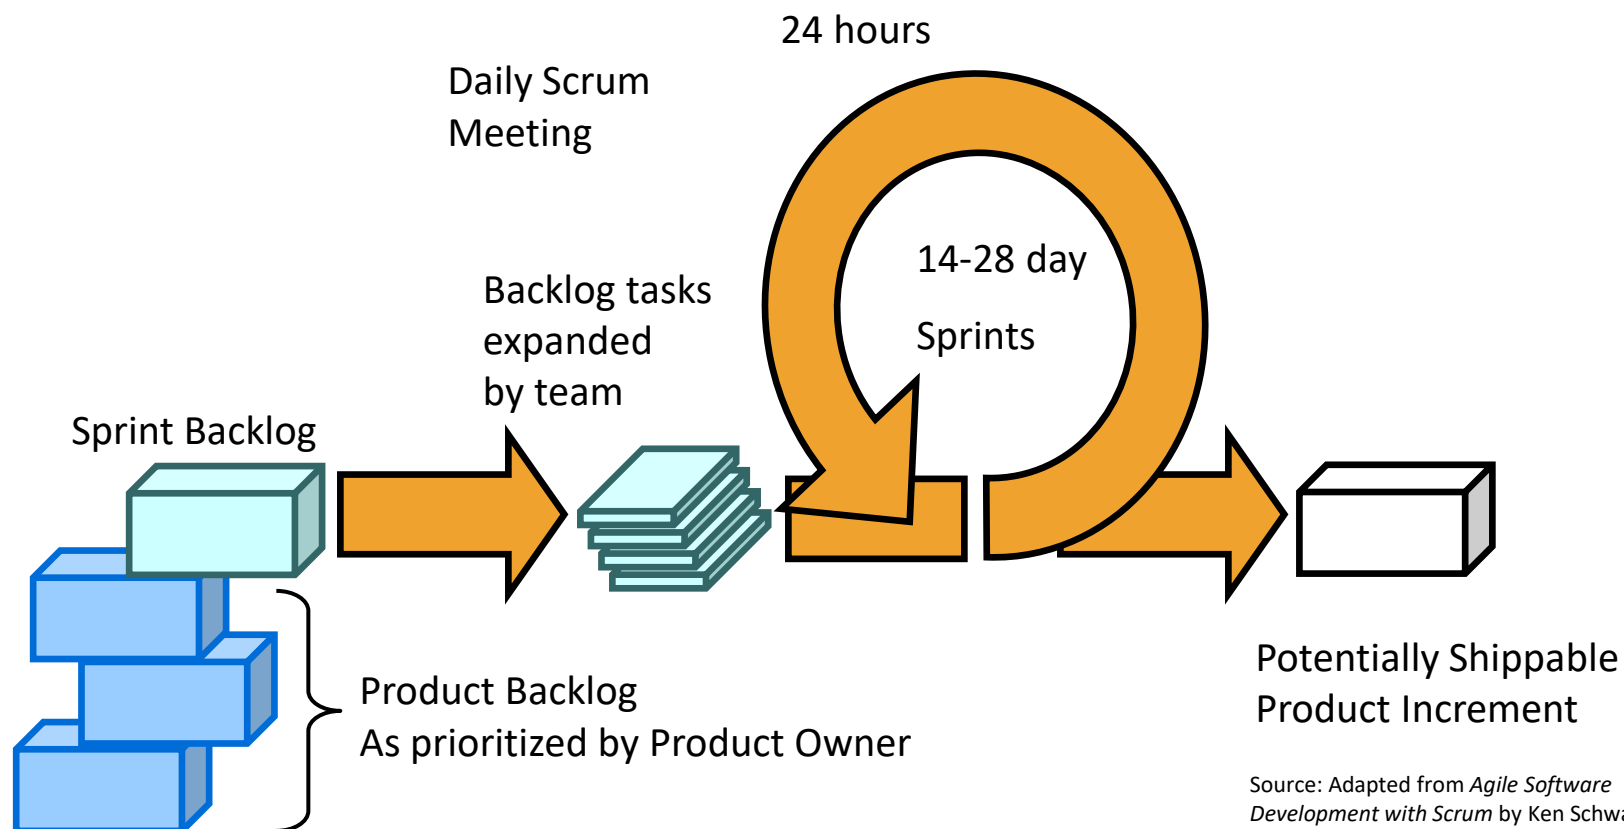 24 hours
Daily Scrum
Meeting
14-28 day
Sprints
Backlog tasks
expanded
by team
Sprint Backlog
Product Backlog
As prioritized by Product Owner
Potentially Shippable
Product Increment
Source: Adapted from Agile Software
Development with Scrum by Ken